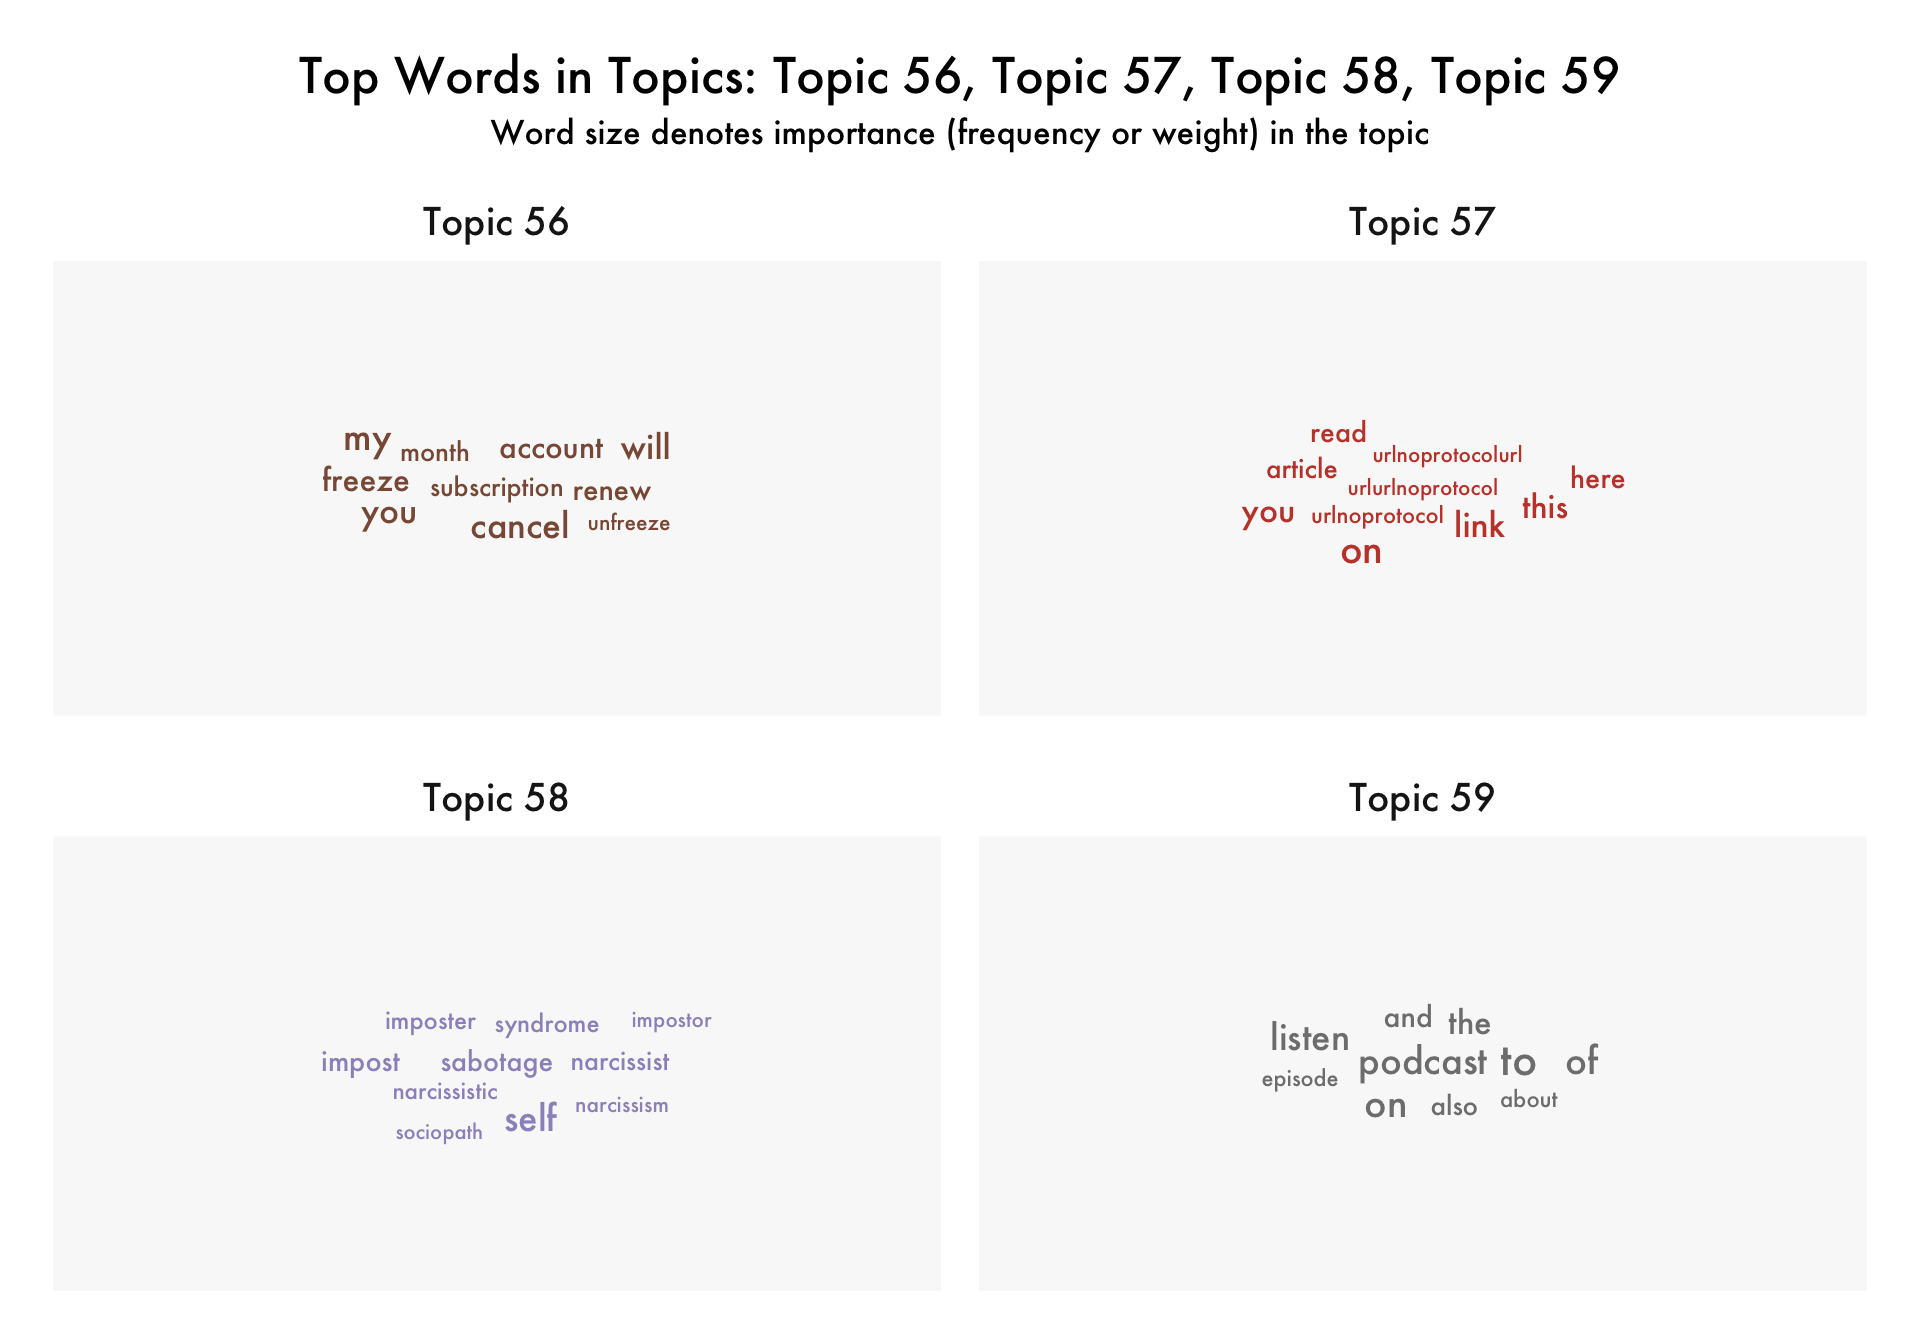 Top Words in Topics: Topic 56, Topic 57, Topic 58, Topic 59
Word size denotes importance (frequency or weight) in the topic
Topic 56
my month account will
freeze subscription renew
you cancel unfreeze
Topic 57
read
urlnoprotocolurl
article here
urlurlnoprotocol
you urlnoprotocol link this
on
Topic 58
imposter syndrome impostor
impost sabotage narcissist
narcissistic
self narcissism
sociopath
Topic 59
and the
listen
podcast to of
episode
on also about